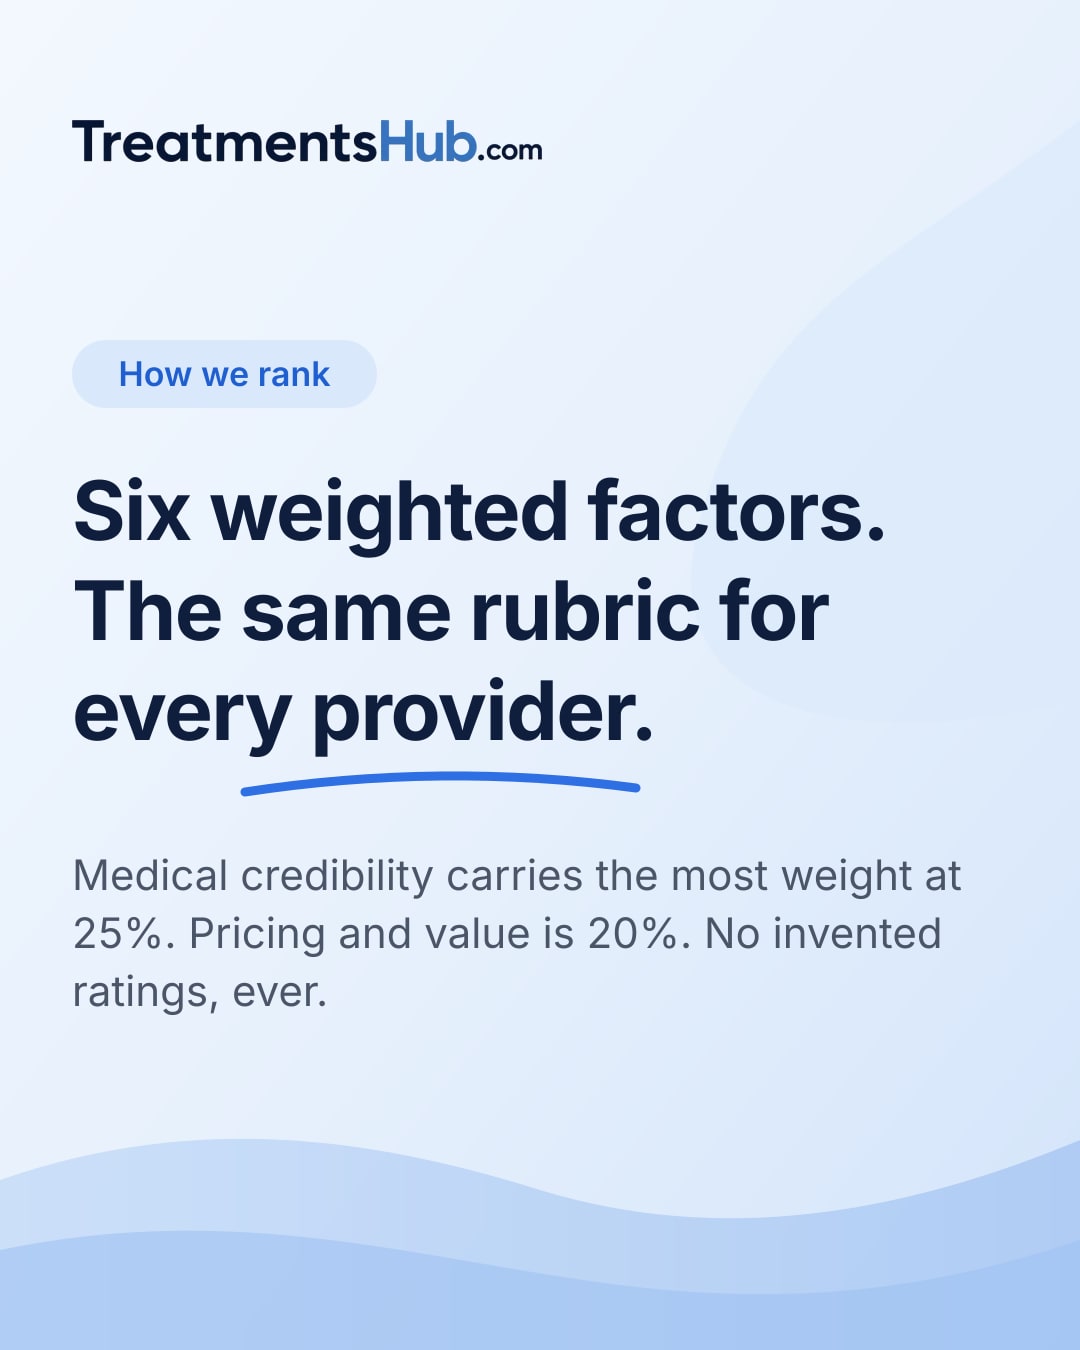 TreatmentsHub.com
How we rank
Six weighted factors.
The same rubric for
every provider.
Medical credibility carries the most weight at
25%. Pricing and value is 20%. No invented
ratings, ever.